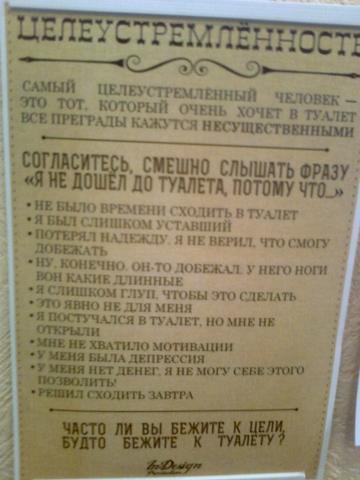 ЦЕЛЕУСТРЕМЛЁННОСТЬ
САМЫЙ ЦЕЛЕУСТРЕМЛЁННЫЙ ЧЕЛОВЕК –
ЭТО ТОТ, КОТОРЫЙ ОЧЕНЬ ХОЧЕТ В ТУАЛЕТ
ВСЕ ПРЕГРАДЫ КАЖУТСЯ НЕСУЩЕСТВЕННЫМИ
СОГЛАСИТЕСЬ, СМЕШНО СЛЫШАТЬ ФРАЗУ
«Я НЕ ДОШЁЛ ДО ТУАЛЕТА, ПОТОМУ ЧТО...»
• НЕ БЫЛО ВРЕМЕНИ СХОДИТЬ В ТУАЛЕТ
• Я БЫЛ СЛИШКОМ УСТАВШИЙ
• ПОТЕРЯЛ НАДЕЖДУ. Я НЕ ВЕРИЛ, ЧТО СМОГУ
ДОБЕЖАТЬ
• НУ, КОНЕЧНО, ОН-ТО ДОБЕЖАЛ. У НЕГО НОГИ
ВОН КАКИЕ ДЛИННЫЕ
• Я СЛИШКОМ ГЛУП, ЧТОБЫ ЭТО СДЕЛАТЬ
• ЭТО ЯВНО НЕ ДЛЯ МЕНЯ
• Я ПОСТУЧАЛСЯ В ТУАЛЕТ, НО МНЕ НЕ
ОТКРЫЛИ
• МНЕ НЕ ХВАТИЛО МОТИВАЦИИ
• У МЕНЯ БЫЛА ДЕПРЕССИЯ
• У МЕНЯ НЕТ ДЕНЕГ, Я НЕ МОГУ СЕБЕ ЭТОГО
ПОЗВОЛИТЬ!
• РЕШИЛ СХОДИТЬ ЗАВТРА
ЧАСТО ЛИ ВЫ БЕЖИТЕ К ЦЕЛИ,
БУДТО БЕЖИТЕ К ТУАЛЕТУ?
InDesign